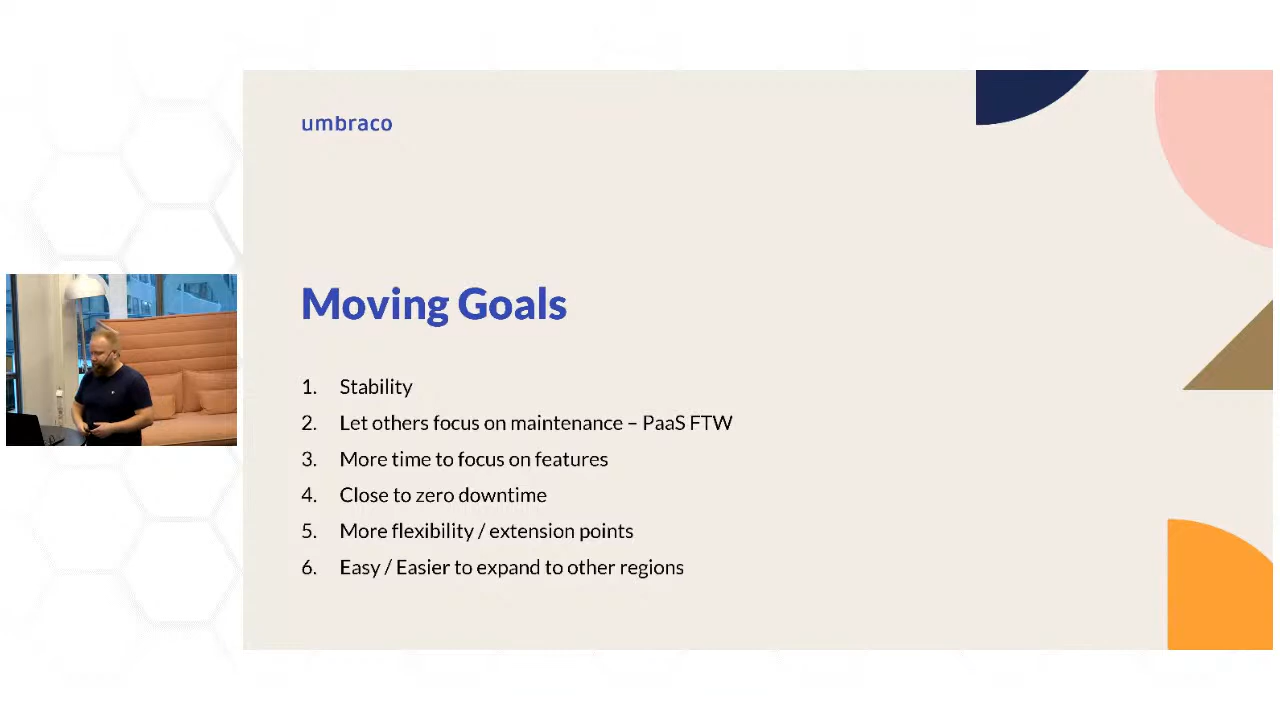 umbraco
Moving Goals
1. Stability
2. Let others focus on maintenance – PaaS FTW
3. More time to focus on features
4. Close to zero downtime
5. More flexibility / extension points
6. Easy / Easier to expand to other regions